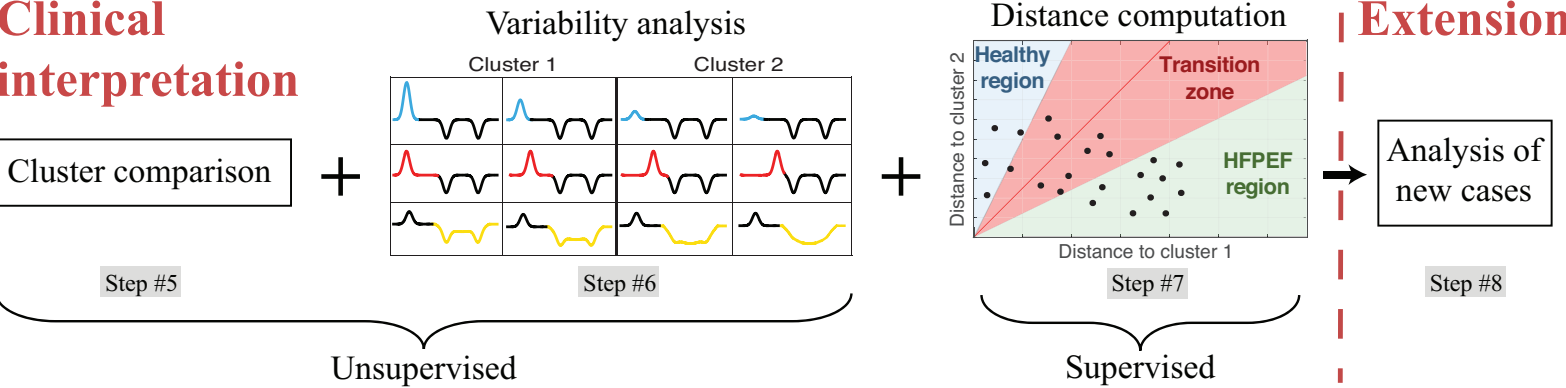 Clinical
interpretation
Cluster comparison
Step #5
+
Variability analysis
Cluster 1
Cluster 2
Step #6
Unsupervised
+
Distance computation
Distance to cluster 2
Healthy
region
Transition
zone
HFPEF
region
Distance to cluster 1
Step #7
Supervised
Extension
Analysis of
new cases
Step #8